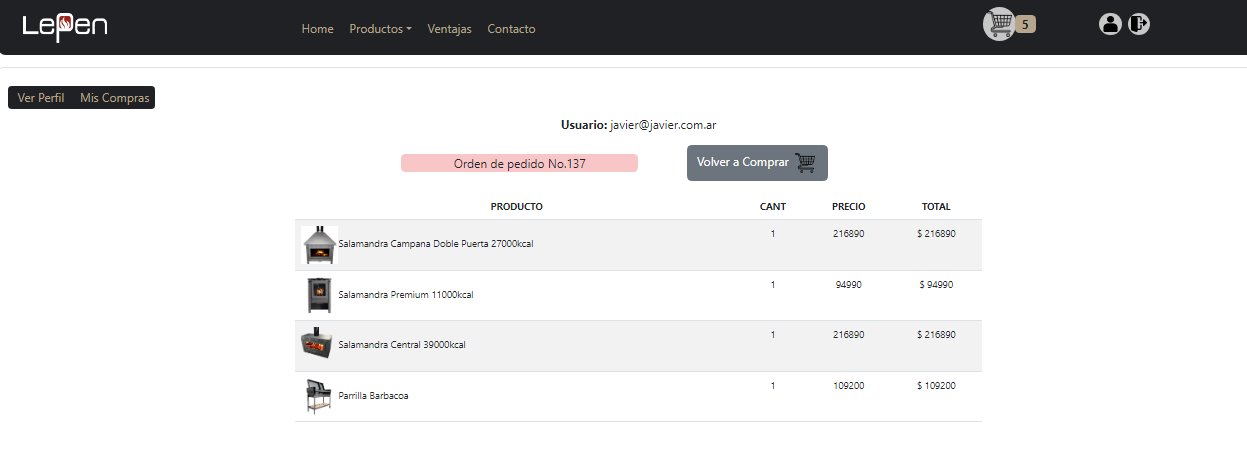 LePen
Home Productos Ventajas Contacto 5
Ver Perfil Mis Compras
Usuario: javier@javier.com.ar
Orden de pedido No.137 Volver a Comprar
PRODUCTO CANT PRECIO TOTAL
Salamandra Campana Doble Puerta 27000kcal 1 216890 $ 216890
Salamandra Premium 11000kcal 1 94990 $ 94990
Salamandra Central 39000kcal 1 216890 $ 216890
Parrilla Barbacoa 1 109200 $ 109200